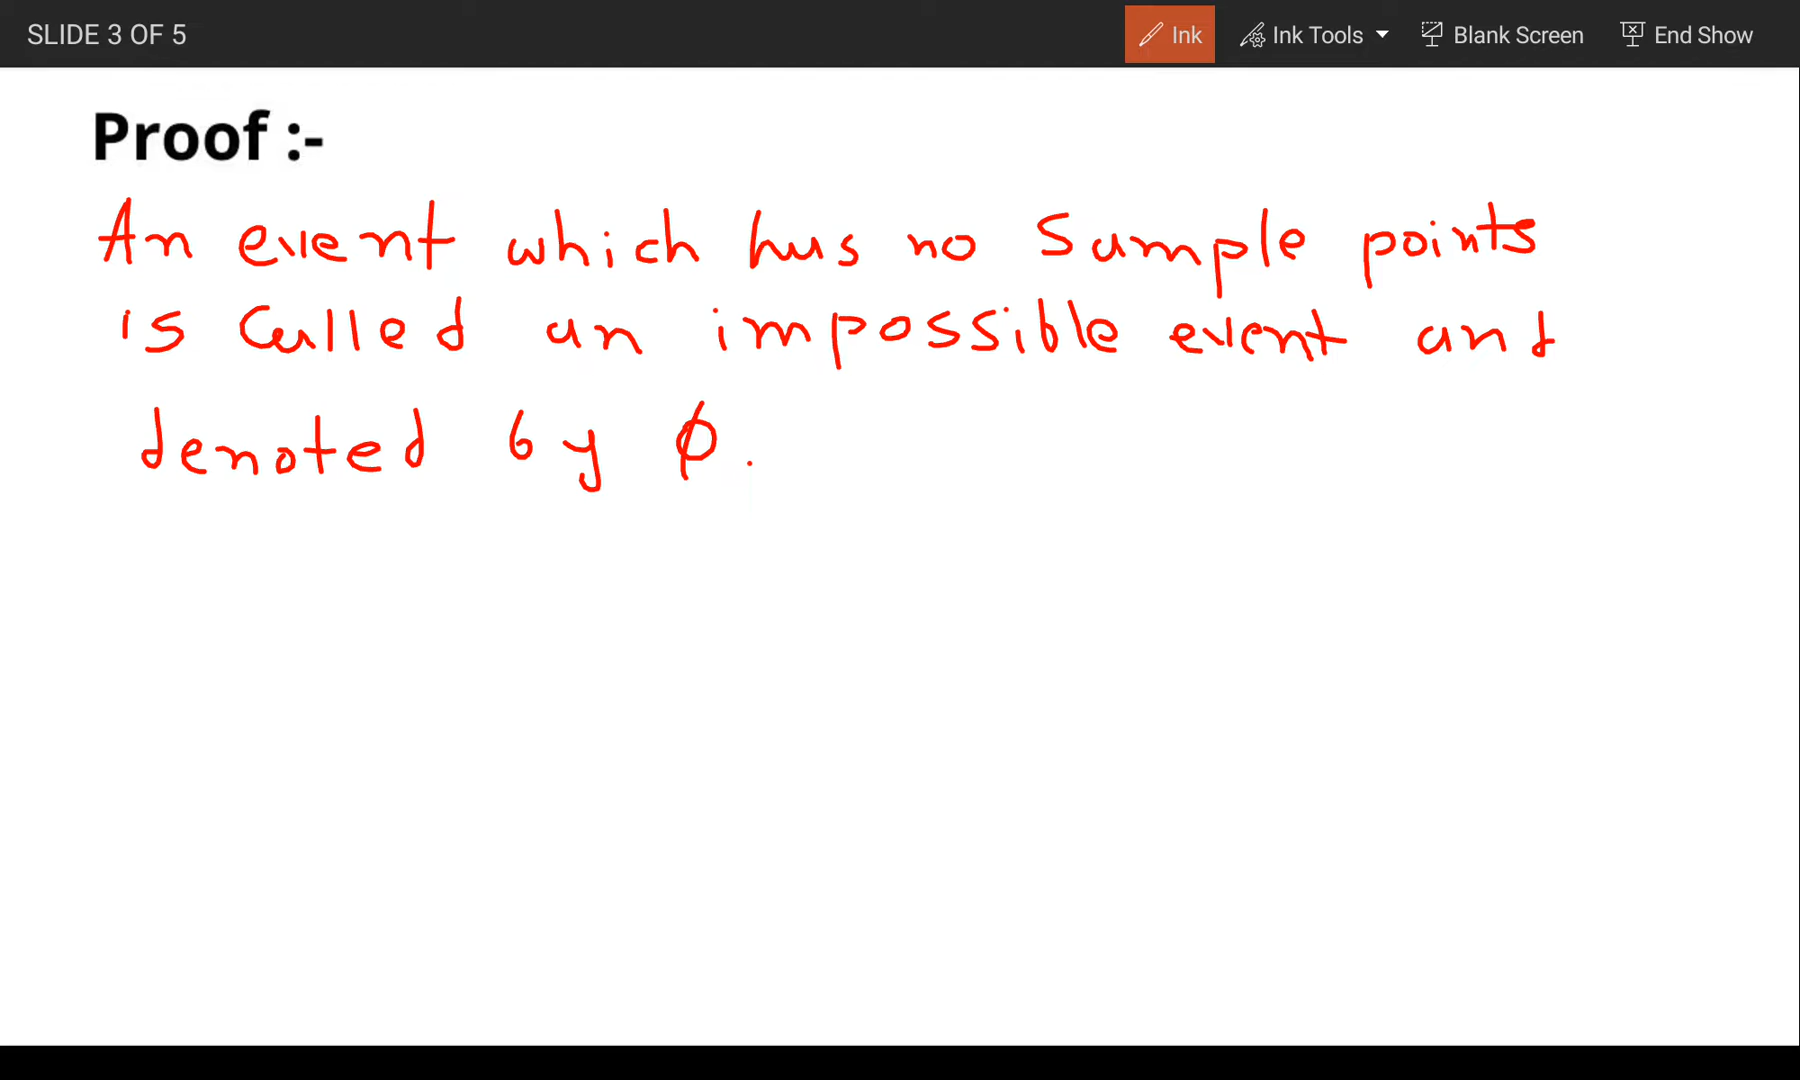 SLIDE 3 OF 5
Ink
Ink Tools
Blank Screen
End Show
Proof :-
An event which has no sample points
is called an impossible event and
denoted by ϕ.